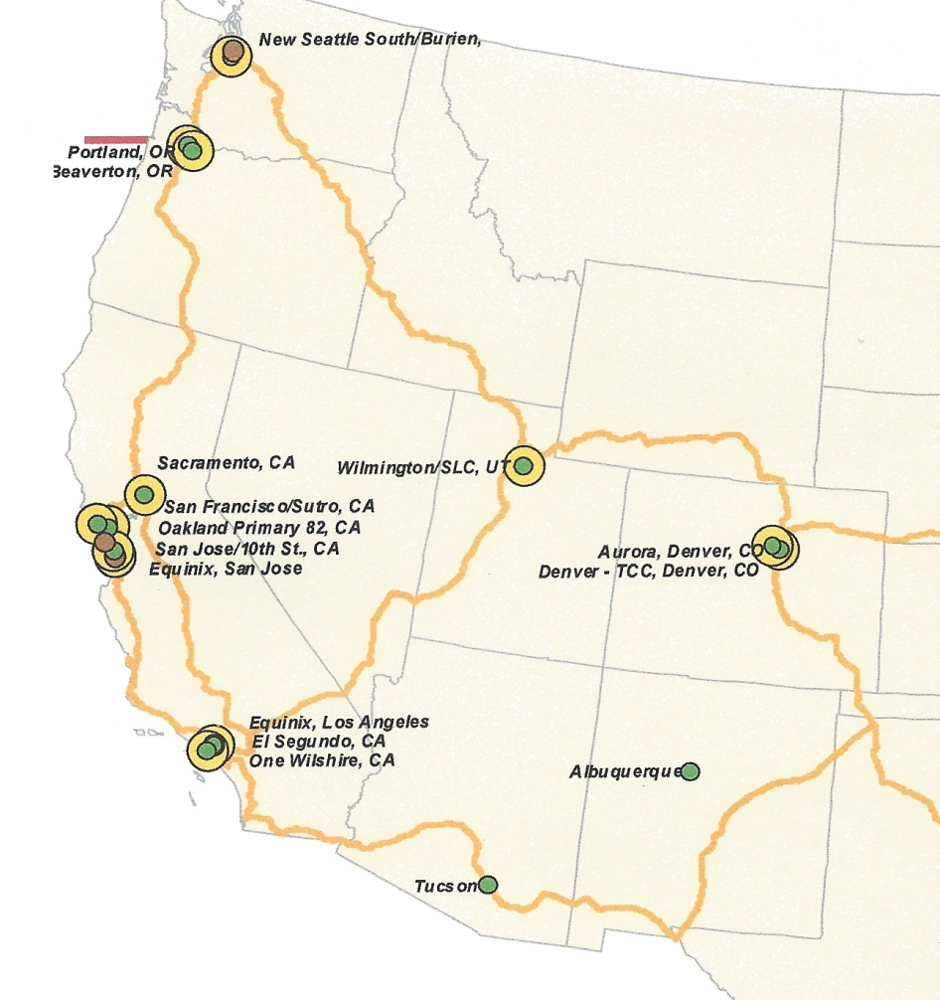 New Seattle South/Burien,
Portland, OR
Beaverton, OR
Sacramento, CA
Wilmington/SLC, UT
San Francisco/Sutro, CA
Oakland Primary 82, CA
San Jose/10th St., CA
Equinix, San Jose
Aurora, Denver, CO
Denver - TCC, Denver, CO
Equinix, Los Angeles
El Segundo, CA
One Wilshire, CA
Albuquerque
Tucson